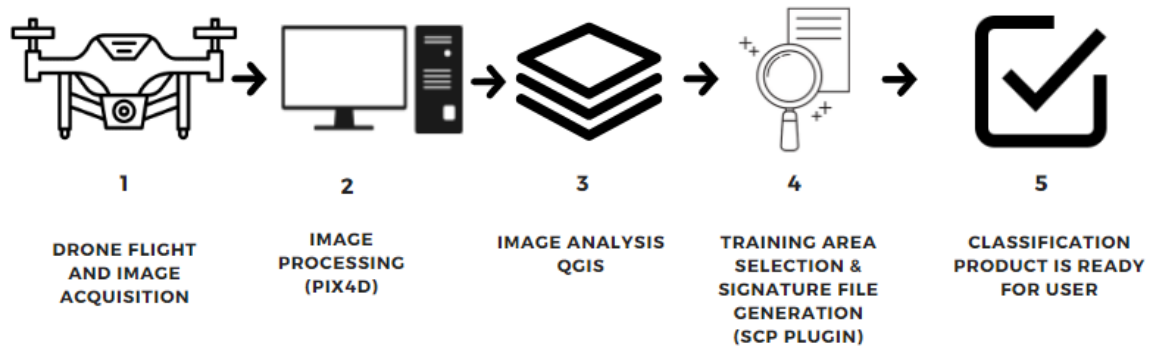 1
DRONE FLIGHT
AND IMAGE
ACQUISITION
2
IMAGE
PROCESSING
(PIX4D)
3
IMAGE ANALYSIS
QGIS
4
TRAINING AREA
SELECTION &
SIGNATURE FILE
GENERATION
(SCP PLUGIN)
5
CLASSIFICATION
PRODUCT IS READY
FOR USER